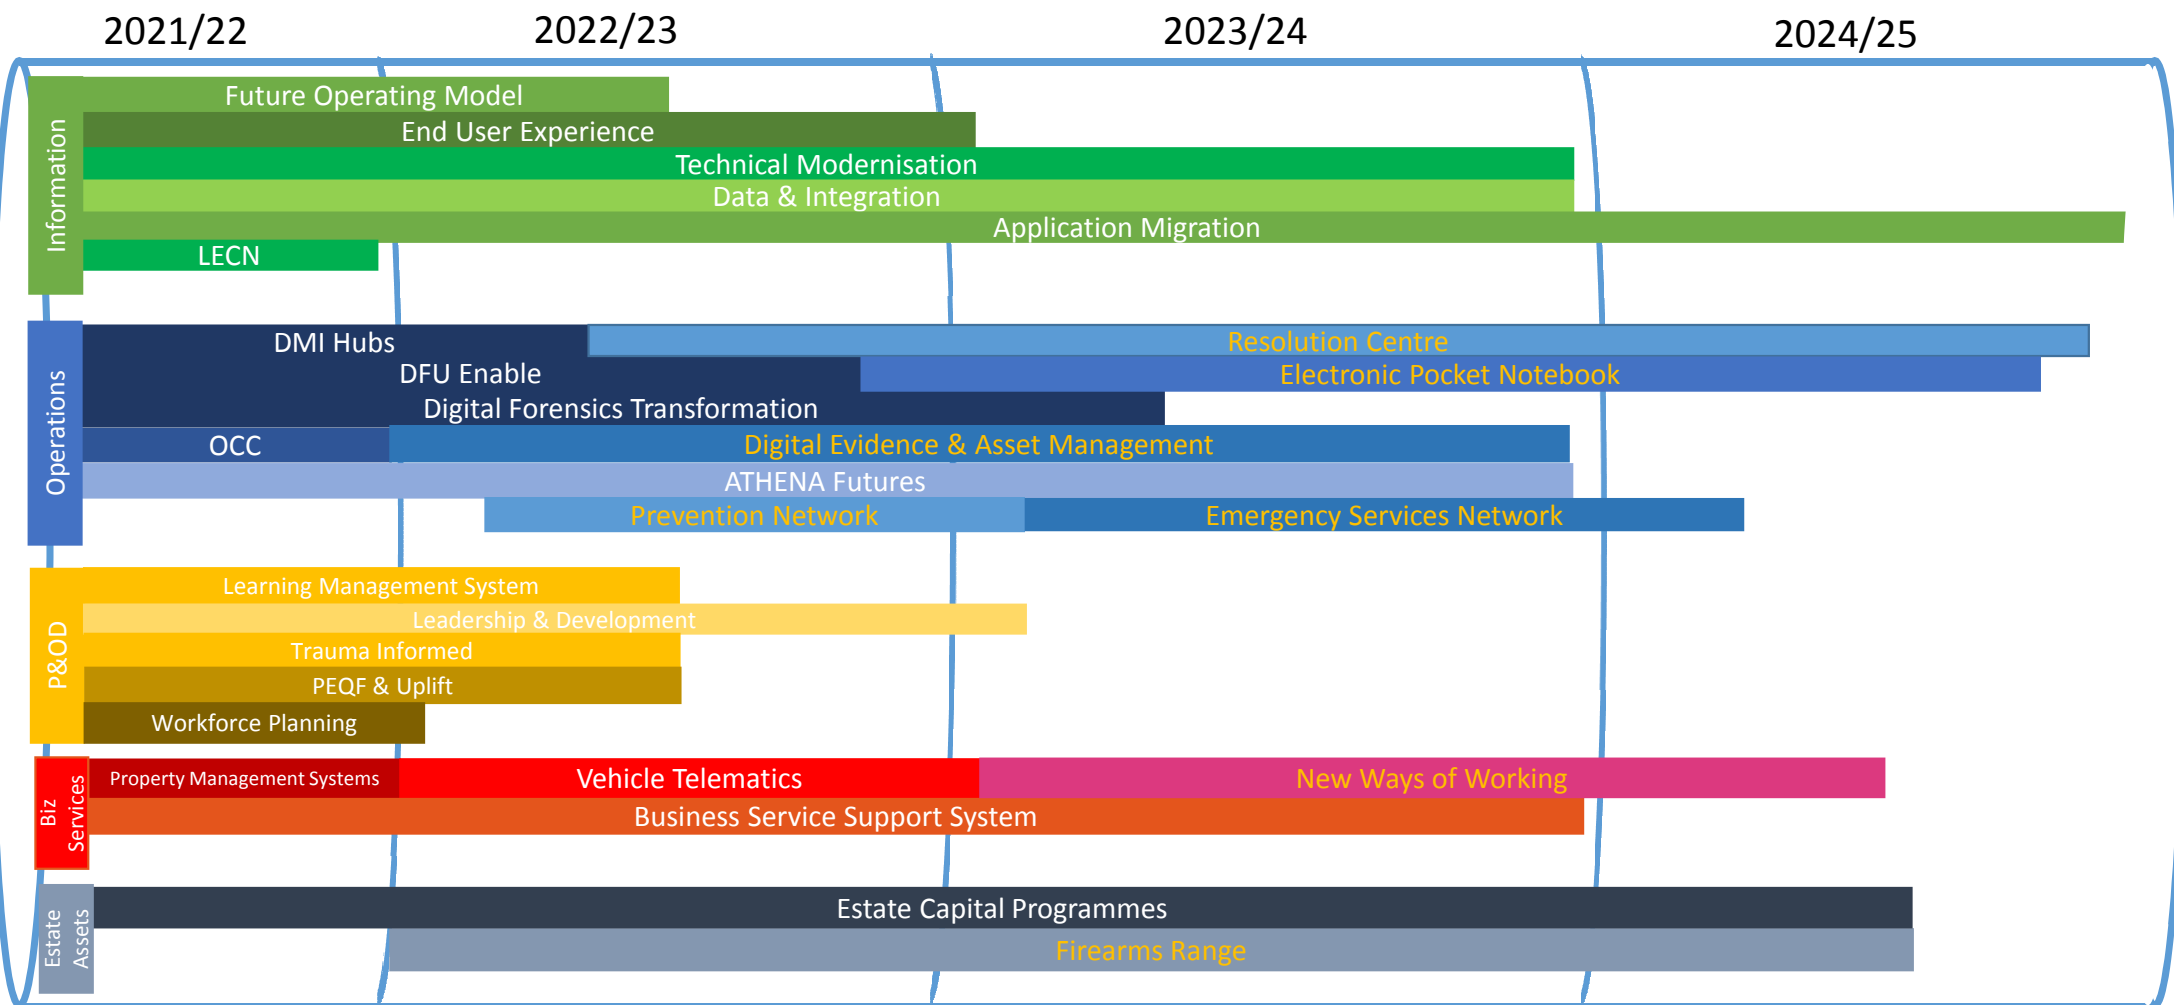 2021/22
2022/23
2023/24
2024/25
Information
Future Operating Model
End User Experience
Technical Modernisation
Data & Integration
Application Migration
LECN
Operations
DMI Hubs
Resolution Centre
DFU Enable
Electronic Pocket Notebook
Digital Forensics Transformation
OCC
Digital Evidence & Asset Management
ATHENA Futures
Prevention Network
Emergency Services Network
P&OD
Learning Management System
Leadership & Development
Trauma Informed
PEQF & Uplift
Workforce Planning
Biz
Services
Property Management Systems
Vehicle Telematics
New Ways of Working
Business Service Support System
Estate
Assets
Estate Capital Programmes
Firearms Range